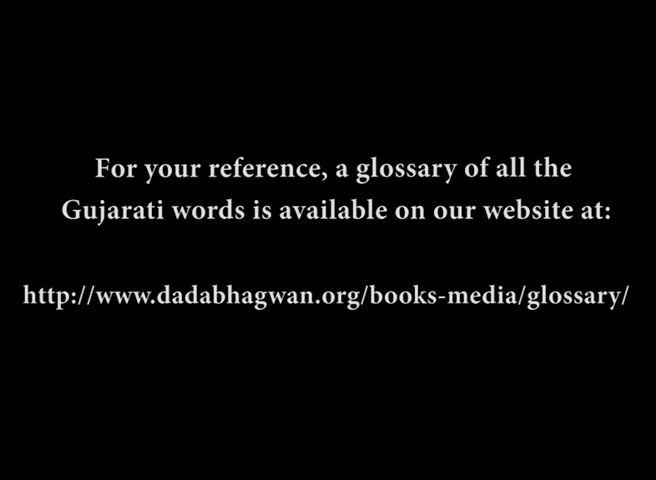 For your reference, a glossary of all the
Gujarati words is available on our website at:
http://www.dadabhagwan.org/books-media/glossary/